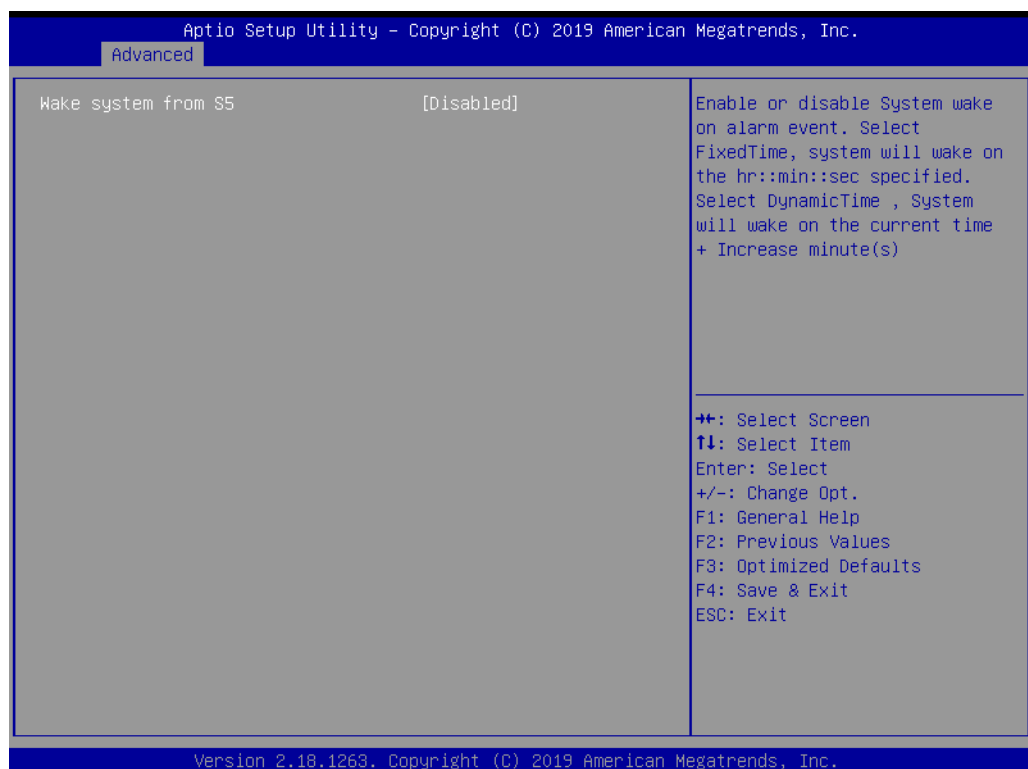 Aptio Setup Utility – Copyright (C) 2019 American Megatrends, Inc.
Advanced
Wake system from S5 [Disabled]
Enable or disable System wake
on alarm event. Select
FixedTime, system will wake on
the hr::min::sec specified.
Select DynamicTime , System
will wake on the current time
+ Increase minute(s)
→←: Select Screen
↑↓: Select Item
Enter: Select
+/-: Change Opt.
F1: General Help
F2: Previous Values
F3: Optimized Defaults
F4: Save & Exit
ESC: Exit
Version 2.18.1263. Copyright (C) 2019 American Megatrends, Inc.